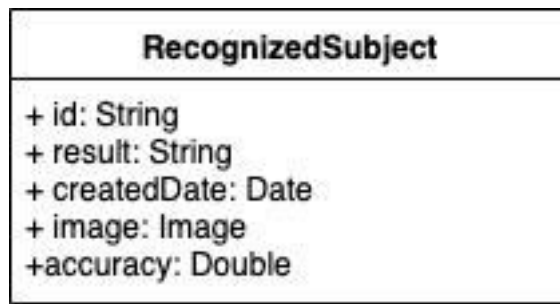 RecognizedSubject
+ id: String
+ result: String
+ createdDate: Date
+ image: Image
+accuracy: Double